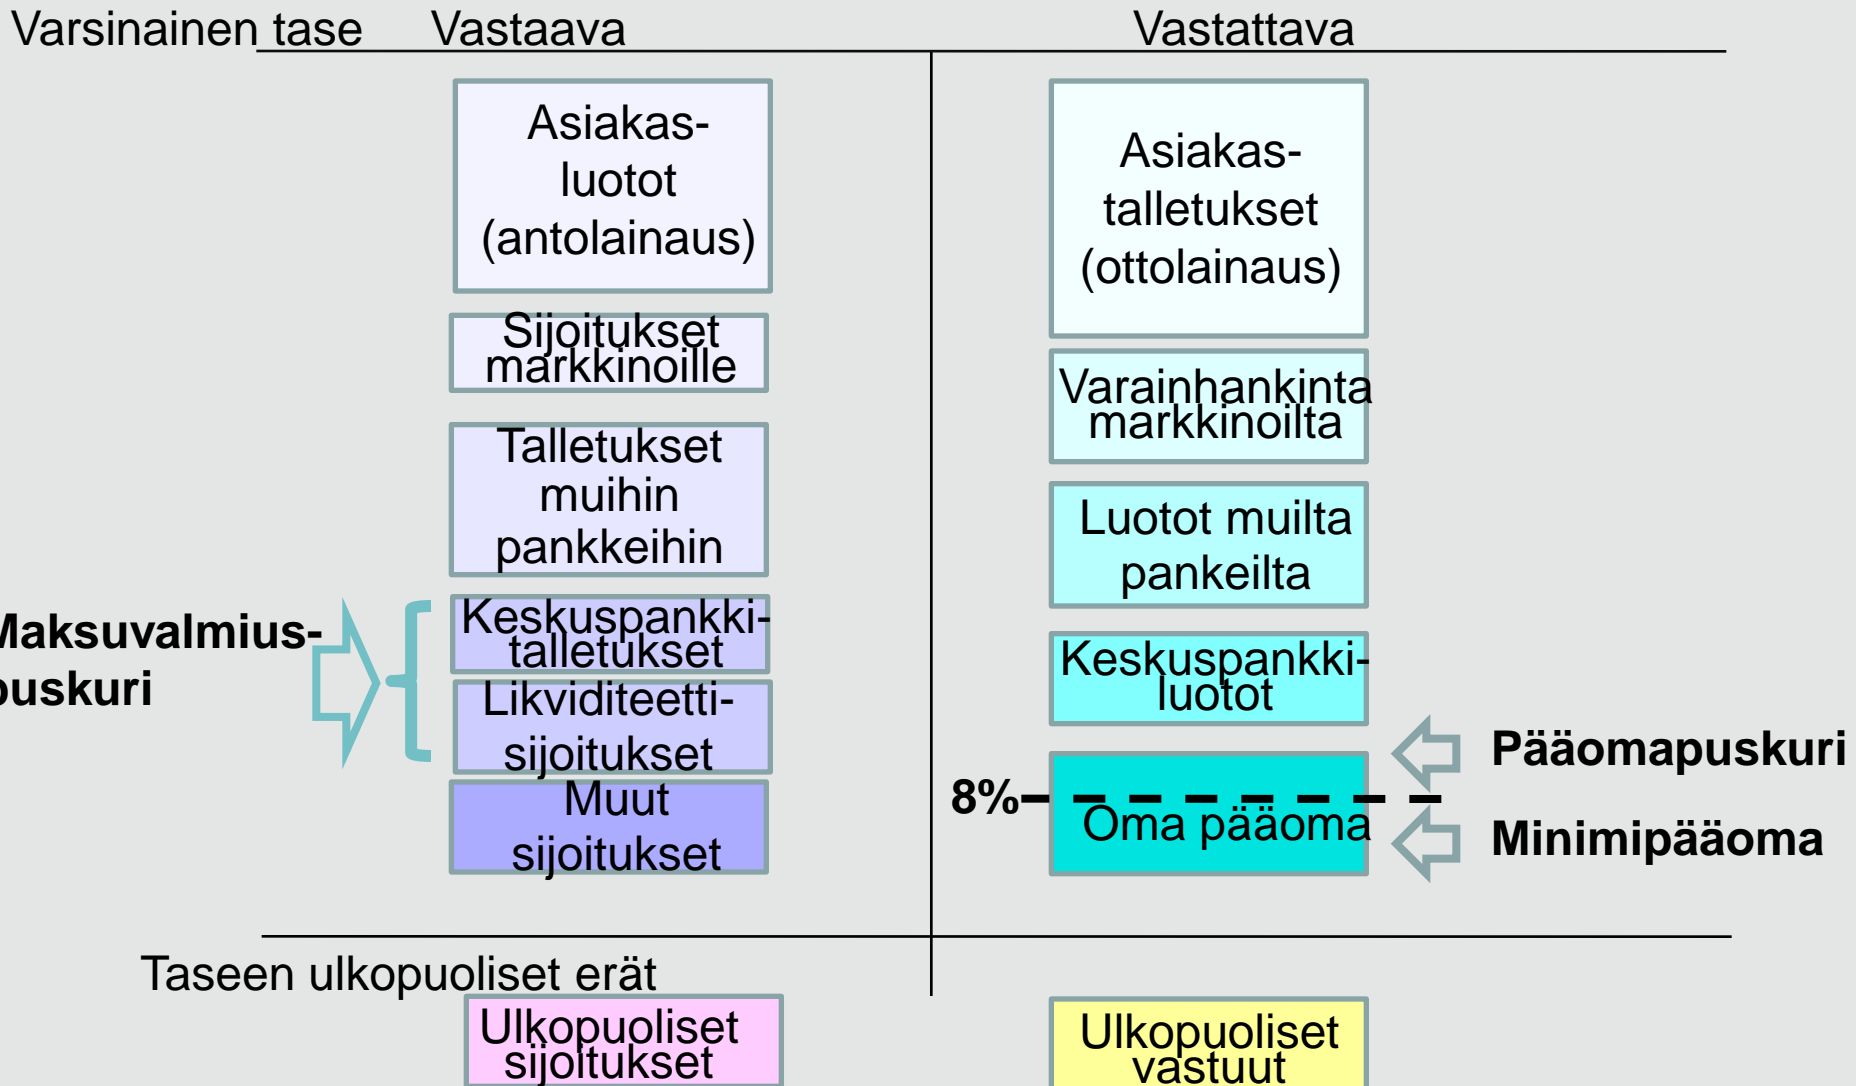 Varsinainen tase Vastaava Vastattava
Asiakas-
luotot
(antolainaus)
Sijoitukset
markkinoille
Talletukset
muihin
pankkeihin
Maksuvalmius-
puskuri
Keskuspankki-
talletukset
Likviditeetti-
sijoitukset
Muut
sijoitukset
Asiakas-
talletukset
(ottolainaus)
Varainhankinta
markkinoilta
Luotot muilta
pankeilta
Keskuspankki-
luotot
8%
Oma pääoma
Pääomapuskuri
Minimipääoma
Taseen ulkopuoliset erät
Ulkopuoliset
sijoitukset
Ulkopuoliset
vastuut